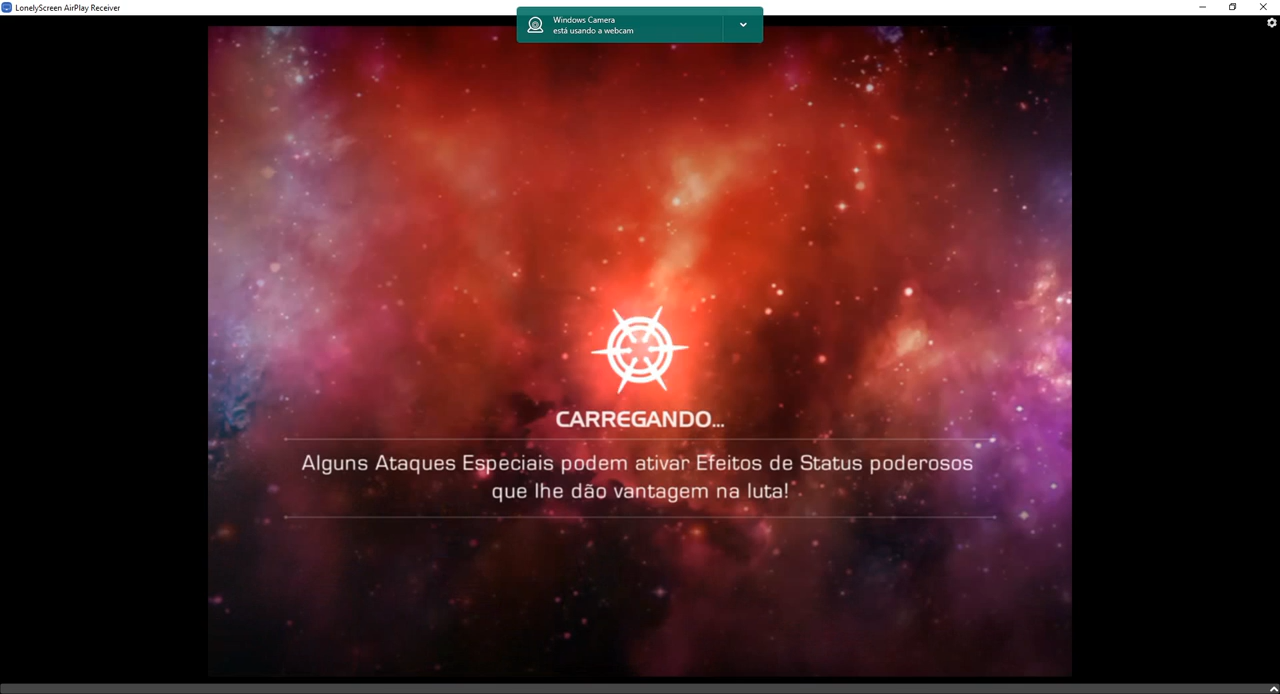 LonelyScreen AirPlay Receiver
Windows Camera
está usando a webcam
CARREGANDO...
Alguns Ataques Especiais podem ativar Efeitos de Status poderosos
que lhe dão vantagem na luta!